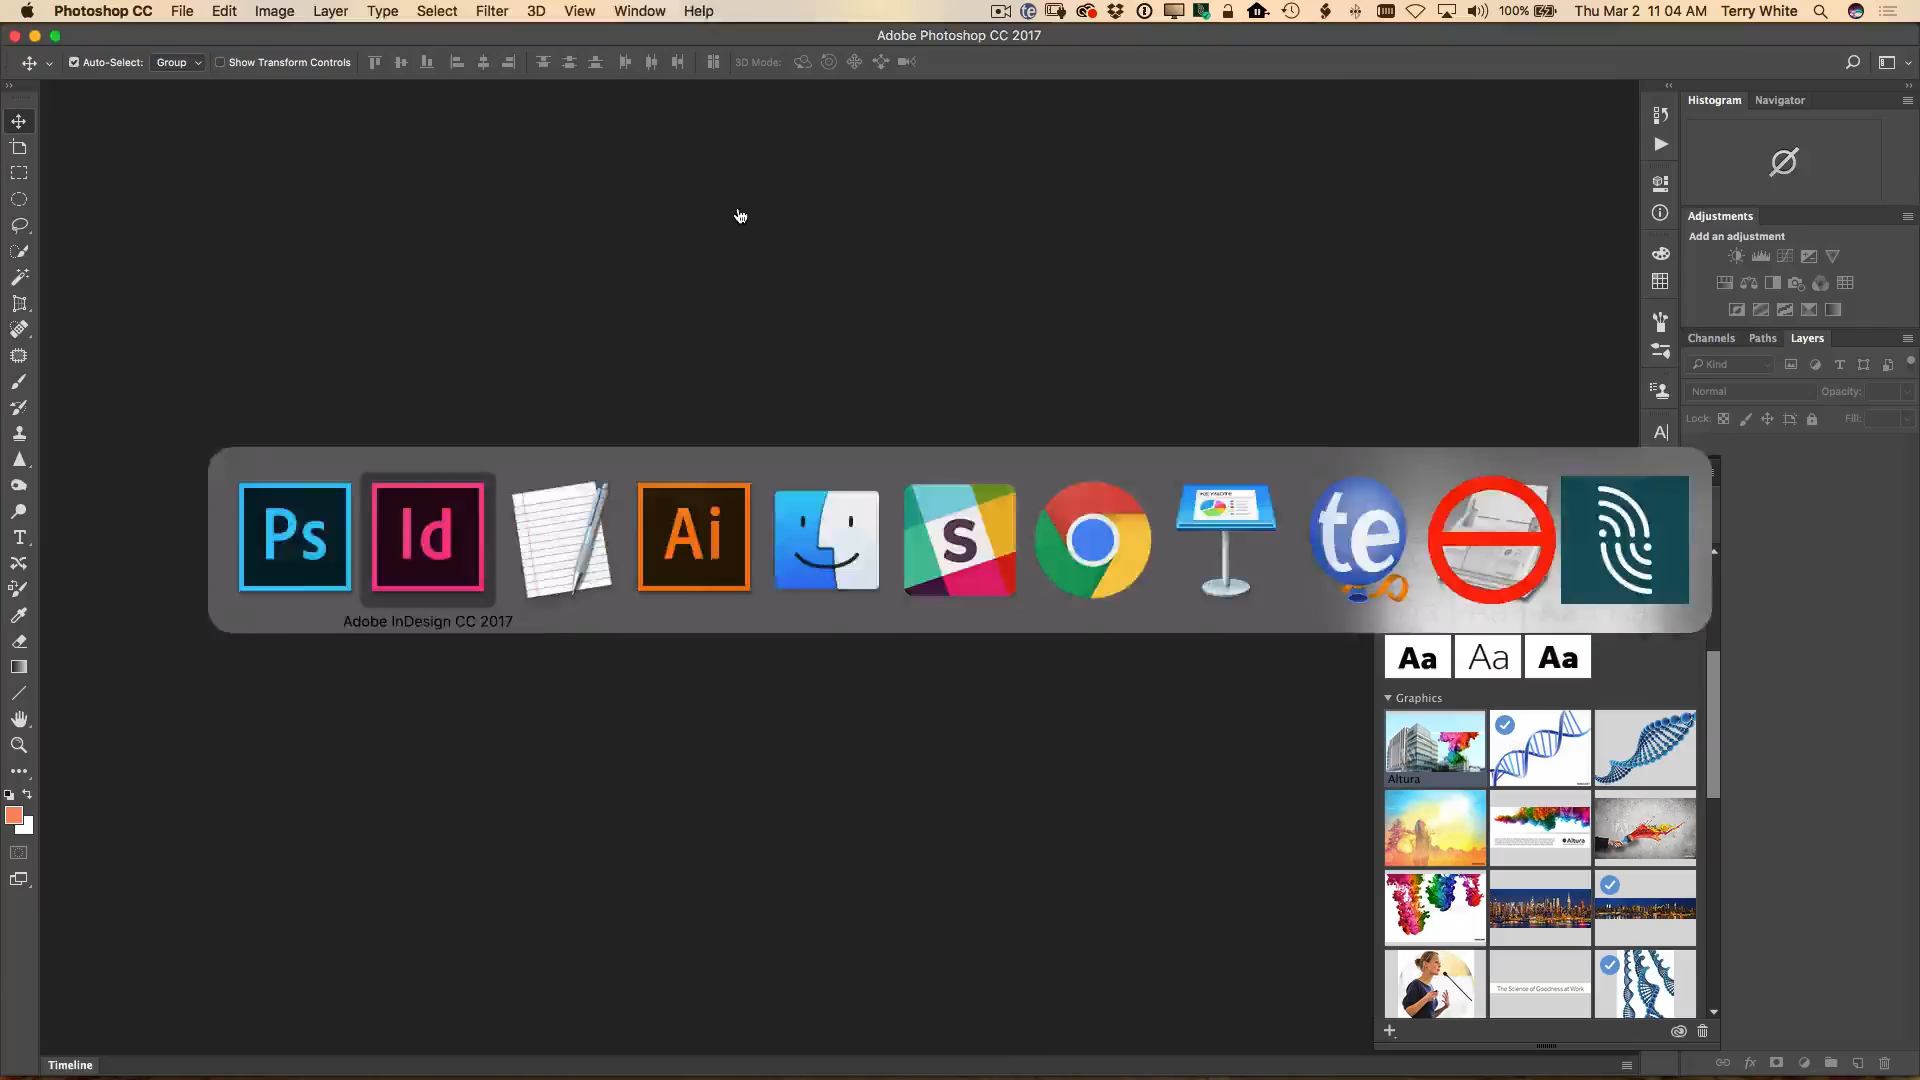 Photoshop CC File Edit Image Layer Type Select Filter 3D View Window Help
100% Thu Mar 2 11:04 AM Terry White
Adobe Photoshop CC 2017
Auto-Select: Group Show Transform Controls 3D Mode:
Histogram Navigator
Adjustments
Add an adjustment
Channels Paths Layers
Kind
Normal Opacity:
Lock: Fill:
A|
Ps Id Ai S KEYNOTE te
Adobe InDesign CC 2017
Aa Aa Aa
Graphics
Altura
Altura
The Science of Goodness at Work
Timeline